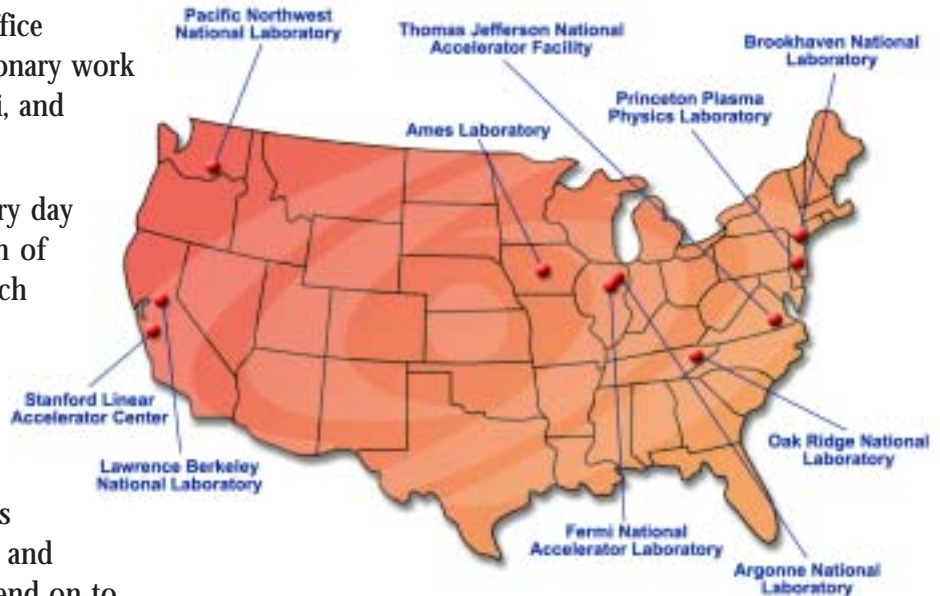 fice
onary work
i, and
ry day
n of
ch
s
and
end on to
Pacific Northwest
National Laboratory
Thomas Jefferson National
Accelerator Facility
Brookhaven National
Laboratory
Princeton Plasma
Physics Laboratory
Ames Laboratory
Stanford Linear
Accelerator Center
Lawrence Berkeley
National Laboratory
Oak Ridge National
Laboratory
Fermi National
Accelerator Laboratory
Argonne National
Laboratory